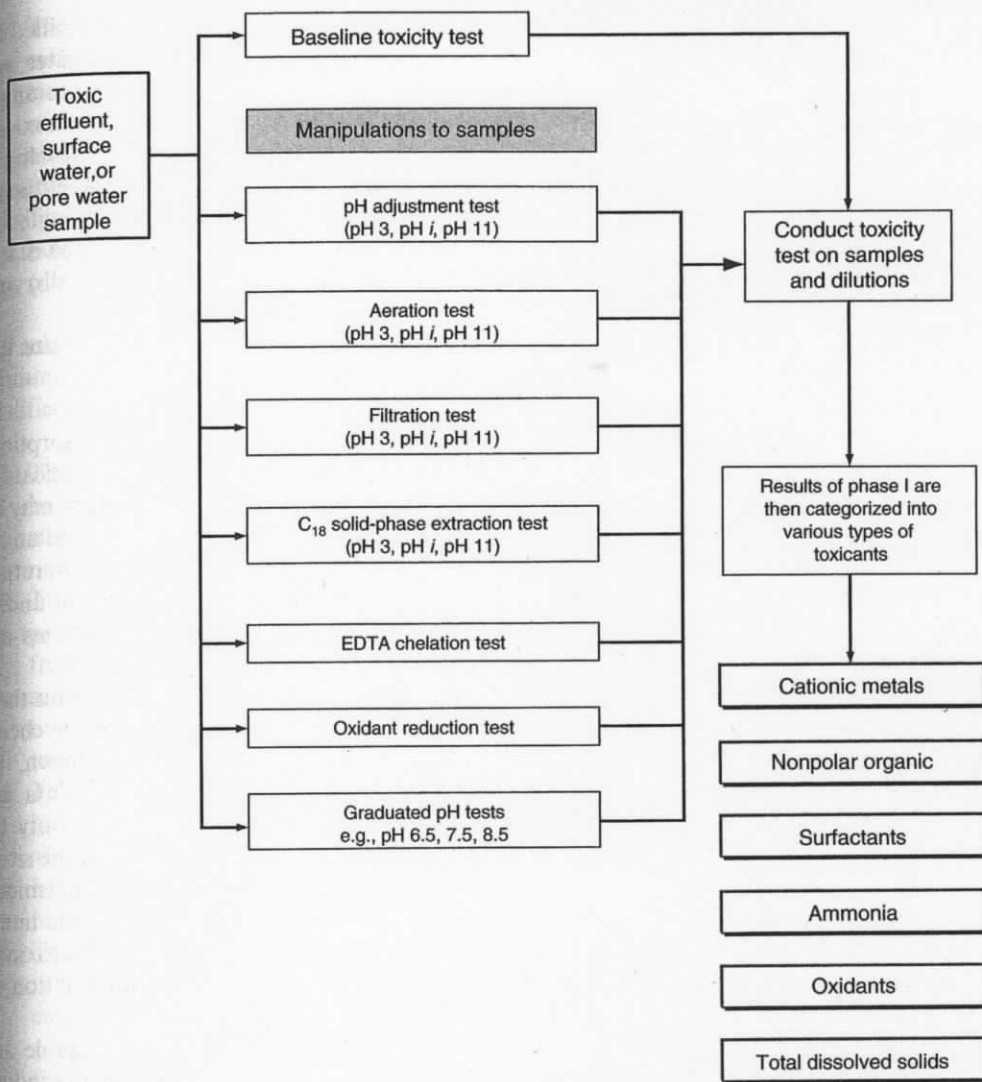 Baseline toxicity test
Toxic
effluent,
surface
water,or
pore water
sample
Manipulations to samples
pH adjustment test
(pH 3, pH i, pH 11)
Aeration test
(pH 3, pH i, pH 11)
Filtration test
(pH 3, pH i, pH 11)
C₁₈ solid-phase extraction test
(pH 3, pH i, pH 11)
EDTA chelation test
Oxidant reduction test
Graduated pH tests
e.g., pH 6.5, 7.5, 8.5
Conduct toxicity
test on samples
and dilutions
Results of phase I are
then categorized into
various types of
toxicants
Cationic metals
Nonpolar organic
Surfactants
Ammonia
Oxidants
Total dissolved solids